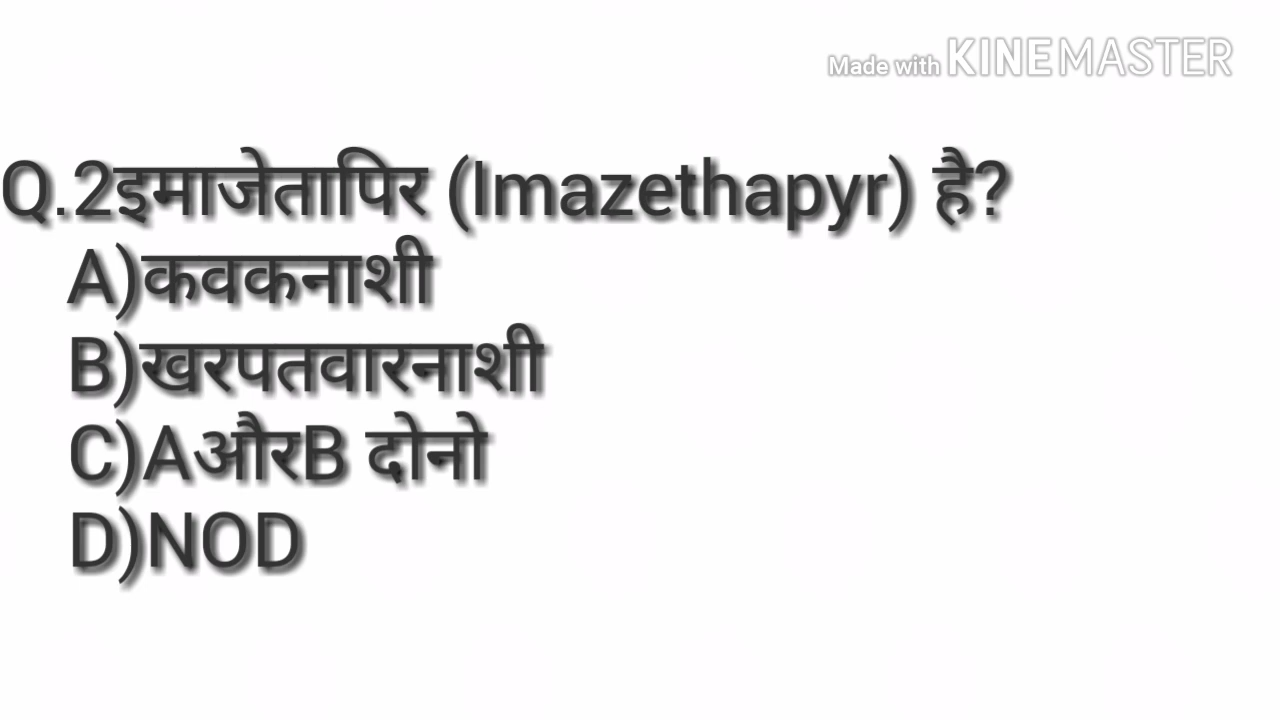 Made with KINEMASTER
Q.2इमाजेतापिर (Imazethapyr) है?
A)कवकनाशी
B)खरपतवारनाशी
C)AऔरB दोनो
D)NOD